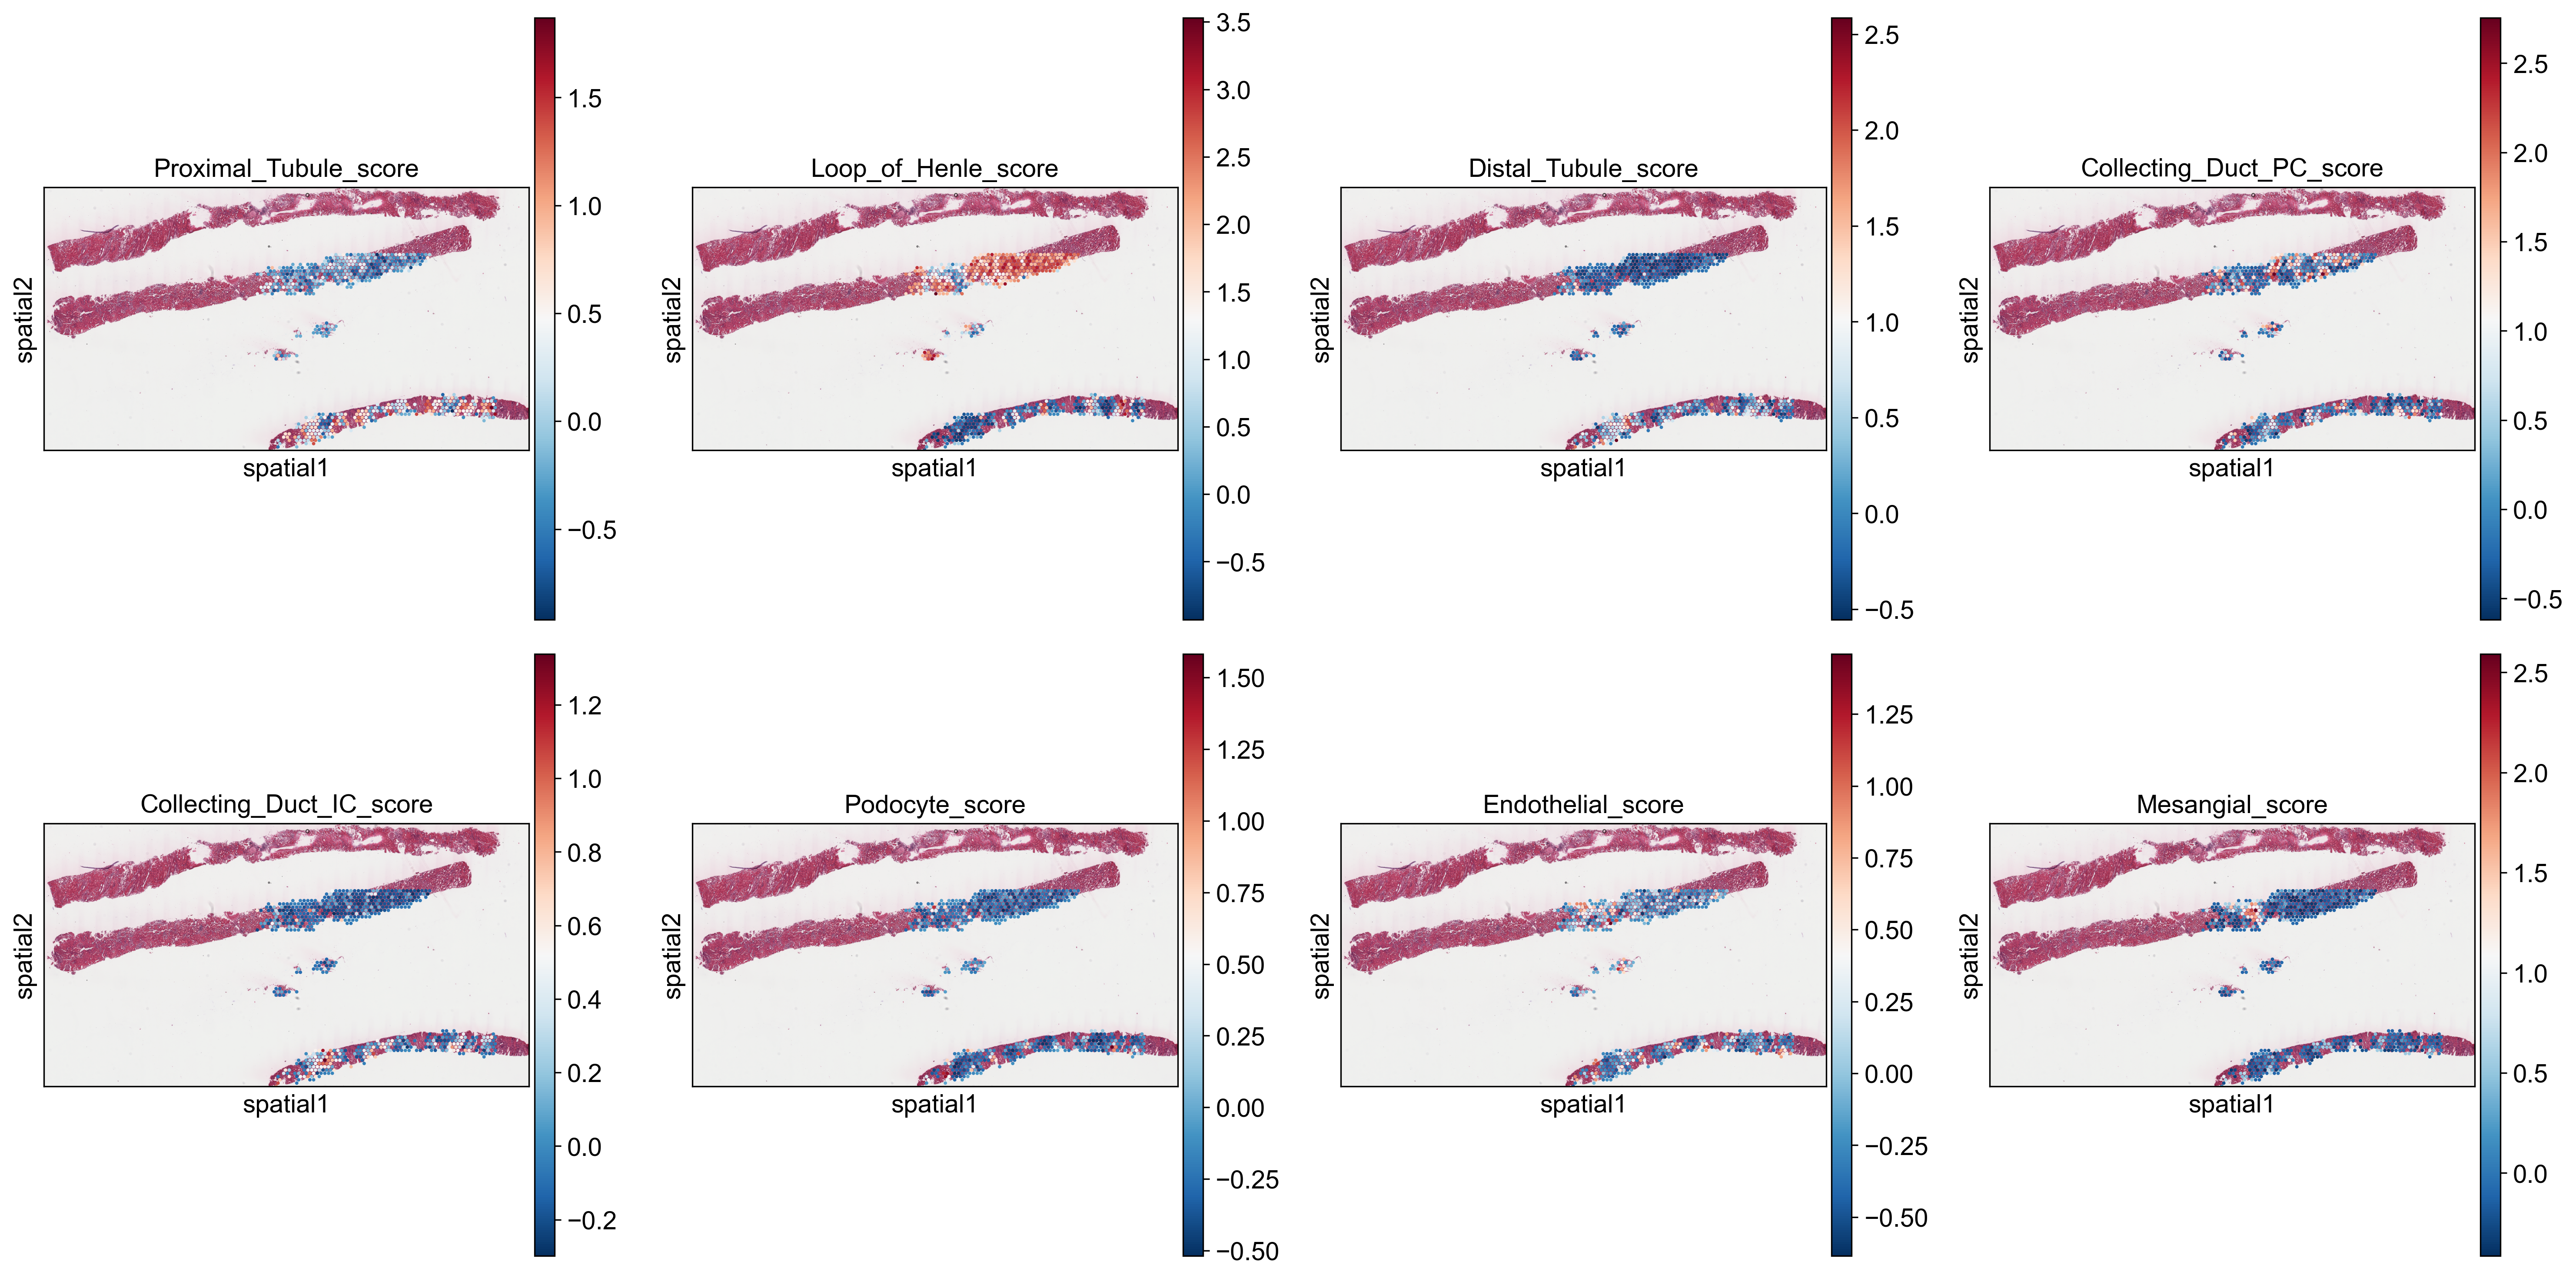 Proximal_Tubule_score
spatial2
spatial1
1.5
1.0
0.5
0.0
−0.5
Loop_of_Henle_score
spatial2
spatial1
3.5
3.0
2.5
2.0
1.5
1.0
0.5
0.0
−0.5
Distal_Tubule_score
spatial2
spatial1
2.5
2.0
1.5
1.0
0.5
0.0
−0.5
Collecting_Duct_PC_score
spatial2
spatial1
2.5
2.0
1.5
1.0
0.5
0.0
−0.5
Collecting_Duct_IC_score
spatial2
spatial1
1.2
1.0
0.8
0.6
0.4
0.2
0.0
−0.2
Podocyte_score
spatial2
spatial1
1.50
1.25
1.00
0.75
0.50
0.25
0.00
−0.25
−0.50
Endothelial_score
spatial2
spatial1
1.25
1.00
0.75
0.50
0.25
0.00
−0.25
−0.50
Mesangial_score
spatial2
spatial1
2.5
2.0
1.5
1.0
0.5
0.0